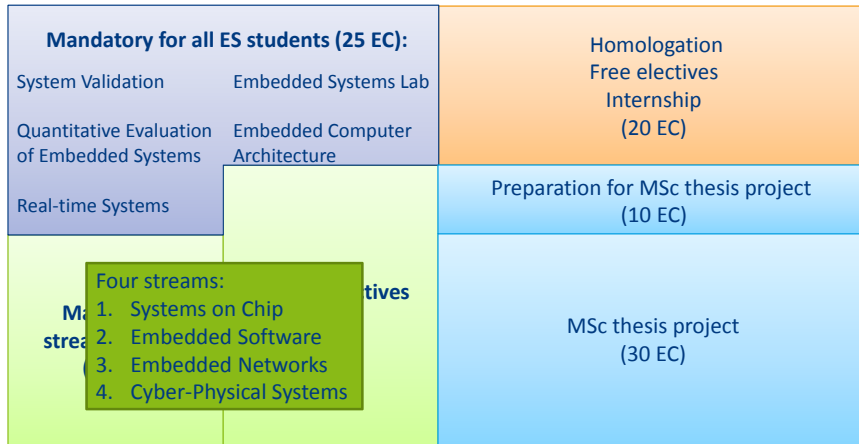 Mandatory for all ES students (25 EC):
System Validation
Quantitative Evaluation
of Embedded Systems
Real-time Systems
Embedded Systems Lab
Embedded Computer
Architecture
Homologation
Free electives
Internship
(20 EC)
Preparation for MSc thesis project
(10 EC)
MSc thesis project
(30 EC)
Four streams:
1. Systems on Chip
2. Embedded Software
3. Embedded Networks
4. Cyber-Physical Systems